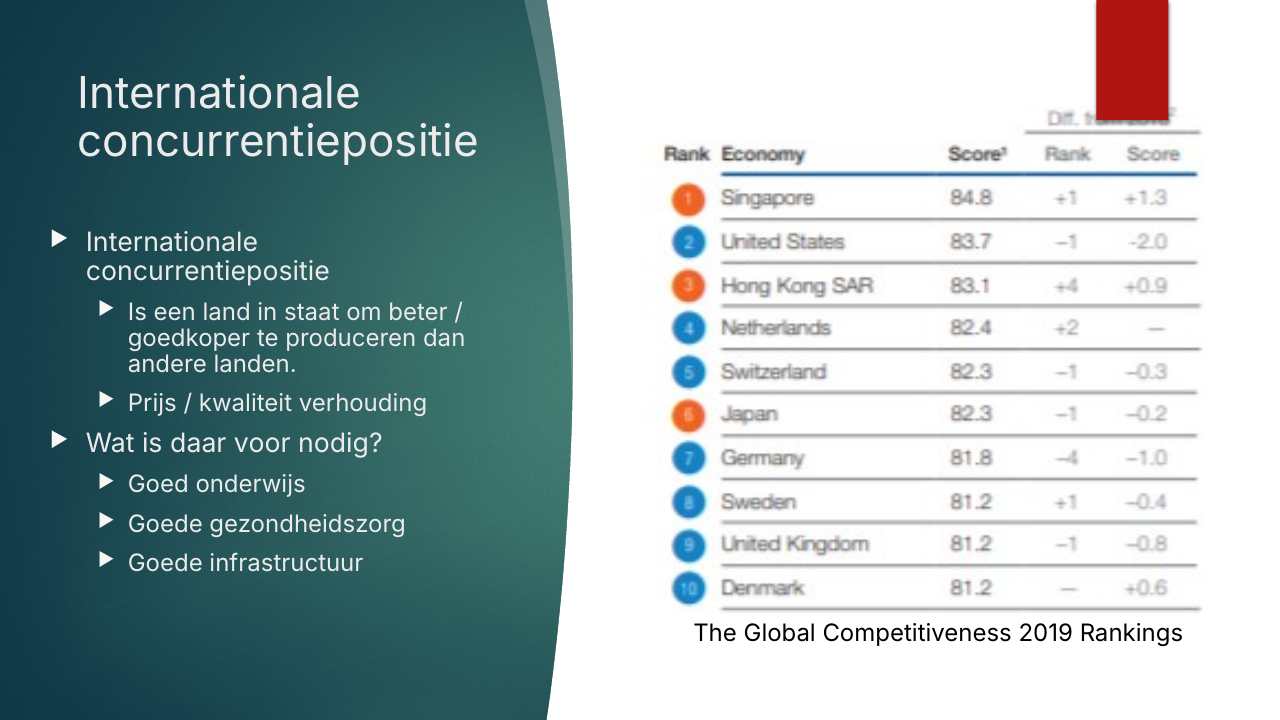 Internationale
concurrentiepositie
Internationale
concurrentiepositie
Is een land in staat om beter /
goedkoper te produceren dan
andere landen.
Prijs / kwaliteit verhouding
Wat is daar voor nodig?
Goed onderwijs
Goede gezondheidszorg
Goede infrastructuur
Diff.
Rank Economy Score¹ Rank Score
1 Singapore 84.8 +1 +1.3
2 United States 83.7 –1 -2.0
3 Hong Kong SAR 83.1 +4 +0.9
4 Netherlands 82.4 +2 —
5 Switzerland 82.3 –1 –0.3
6 Japan 82.3 –1 –0.2
7 Germany 81.8 –4 –1.0
8 Sweden 81.2 +1 –0.4
9 United Kingdom 81.2 –1 –0.8
10 Denmark 81.2 — +0.6
The Global Competitiveness 2019 Rankings